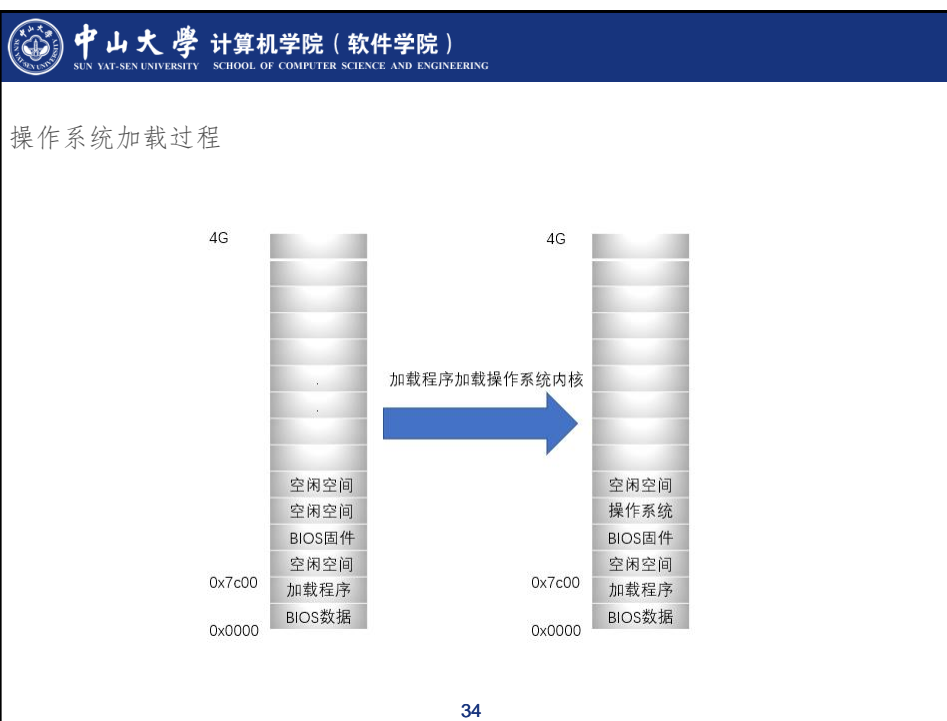 中山大學 计算机学院（软件学院）
SUN YAT-SEN UNIVERSITY SCHOOL OF COMPUTER SCIENCE AND ENGINEERING
操作系统加载过程
4G
.
.
空闲空间
空闲空间
BIOS固件
空闲空间
0x7c00
加载程序
BIOS数据
0x0000
加载程序加载操作系统内核
4G
空闲空间
操作系统
BIOS固件
空闲空间
0x7c00
加载程序
BIOS数据
0x0000
34